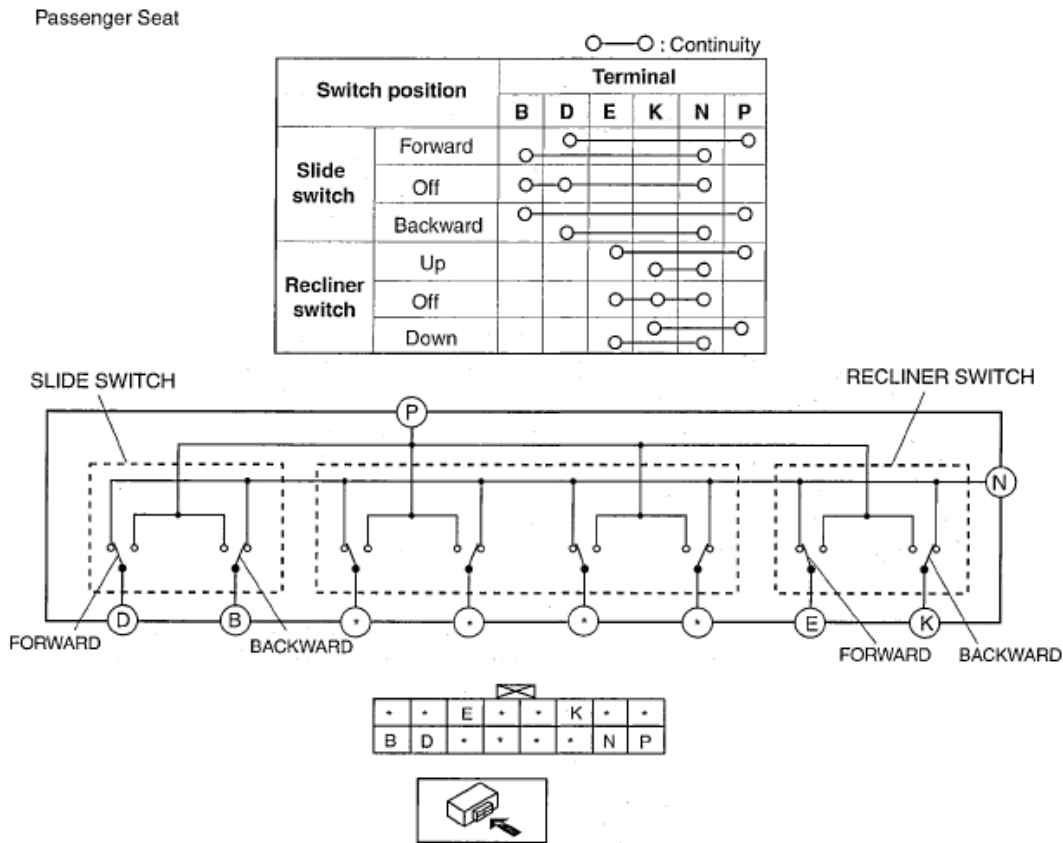 Passenger Seat
: Continuity
Switch position
Terminal
B D E K N P
Slide switch
Forward
Off
Backward
Recliner switch
Up
Off
Down
SLIDE SWITCH
RECLINER SWITCH
P
N
D B * * * * E K
FORWARD
BACKWARD
FORWARD
BACKWARD
* * E * * K * *
B D * * * * N P